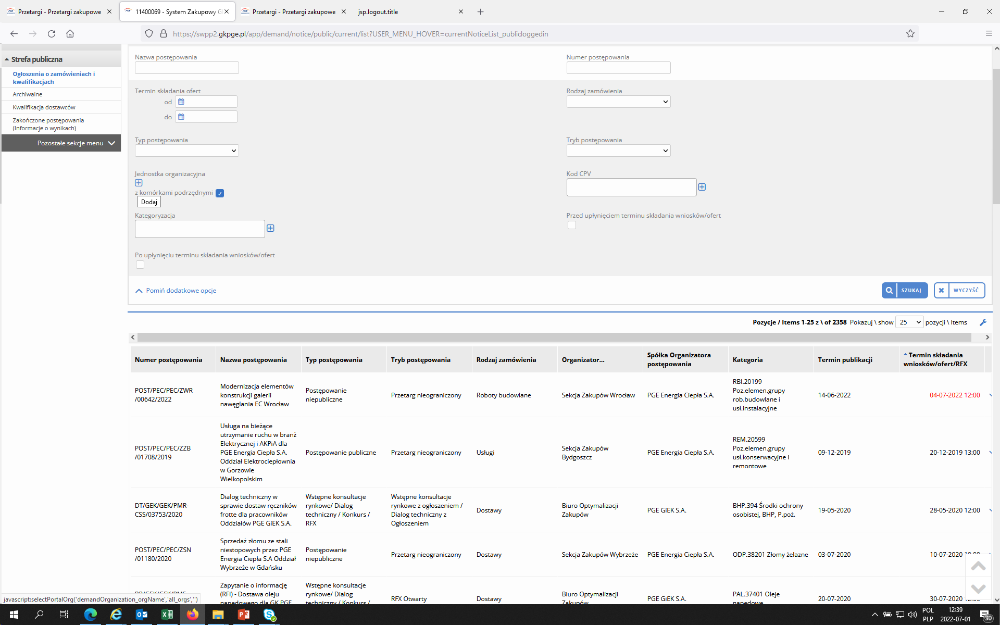 Przetargi - Przetargi zakupowe
11400069 - System Zakupowy G
Przetargi - Przetargi zakupowe
jsp.logout.title
https://swpp2.gkpge.pl/app/demand/notice/public/current/list?USER_MENU_HOVER=currentNoticeList_publicloggedin
Strefa publiczna
Ogłoszenia o zamówieniach i
kwalifikacjach
Archiwalne
Kwalifikacja dostawców
Zakończone postępowania
(Informacje o wynikach)
Pozostałe sekcje menu
Nazwa postępowania
Numer postępowania
Termin składania ofert
od
do
Rodzaj zamówienia
Typ postępowania
Tryb postępowania
Jednostka organizacyjna
z komórkami podrzędnymi
Dodaj
Kod CPV
Kategoryzacja
Przed upłynięciem terminu składania wniosków/ofert
Po upłynięciu terminu składania wniosków/ofert
Pomiń dodatkowe opcje
SZUKAJ
WYCZYŚĆ
Pozycje / Items 1-25 z \ of 2358 Pokazuj \ show 25 pozycji \ Items
Numer postępowania
Nazwa postępowania
Typ postępowania
Tryb postępowania
Rodzaj zamówienia
Organizator...
Spółka Organizatora
postępowania
Kategoria
Termin publikacji
Termin składania
wniosków/ofert/RFX
POST/PEC/PEC/ZWR
/00642/2022
Modernizacja elementów
konstrukcji galerii
nawęglania EC Wrocław
Postępowanie
niepubliczne
Przetarg nieograniczony
Roboty budowlane
Sekcja Zakupów Wrocław
PGE Energia Ciepła S.A.
RBI.20199
Poz.elemen.grupy
rob.budowlane i
usł.instalacyjne
14-06-2022
04-07-2022 12:00
POST/PEC/PEC/ZZB
/01708/2019
Usługa na bieżące
utrzymanie ruchu w branż
Elektrycznej i AKPiA dla
PGE Energia Ciepła S.A.
Oddział Elektrociepłownia
w Gorzowie
Wielkopolskim
Postępowanie publiczne
Przetarg nieograniczony
Usługi
Sekcja Zakupów
Bydgoszcz
PGE Energia Ciepła S.A.
REM.20599
Poz.elemen.grupy
usł.konserwacyjne i
remontowe
09-12-2019
20-12-2019 13:00
DT/GEK/GEK/PMR-
CSS/03753/2020
Dialog techniczny w
sprawie dostaw ręczników
frotte dla pracowników
Oddziałów PGE GiEK S.A.
Wstępne konsultacje
rynkowe/ Dialog
techniczny / Konkurs /
RFX
Wstępne konsultacje
rynkowe z ogłoszeniem /
Dialog techniczny z
Ogłoszeniem
Dostawy
Biuro Optymalizacji
Zakupów
PGE GiEK S.A.
BHP.394 Środki ochrony
osobistej, BHP, P.poż.
19-05-2020
28-05-2020 12:00
POST/PEC/PEC/ZSN
/01180/2020
Sprzedaż złomu ze stali
niestopowych przez PGE
Energia Ciepła S.A Oddział
Wybrzeże w Gdańsku
Postępowanie
niepubliczne
Przetarg nieograniczony
Dostawy
Sekcja Zakupów Wybrzeże
PGE Energia Ciepła S.A.
ODP.38201 Złomy żelazne
03-07-2020
10-07-2020
Zapytanie o informację
(RFI) - Dostawa oleju
napędowego dla GK PGE
Wstępne konsultacje
rynkowe/ Dialog
techniczny / Konkurs /
RFX Otwarty
Dostawy
Biuro Optymalizacji
Zakupów
PGE GiEK S.A.
PAL.37401 Oleje
napędowe
20-07-2020
30-07-2020
javascript:selectPortalOrg('demandOrganization_orgName','all_orgs','')
POL
PLP
12:39
2022-07-01
30